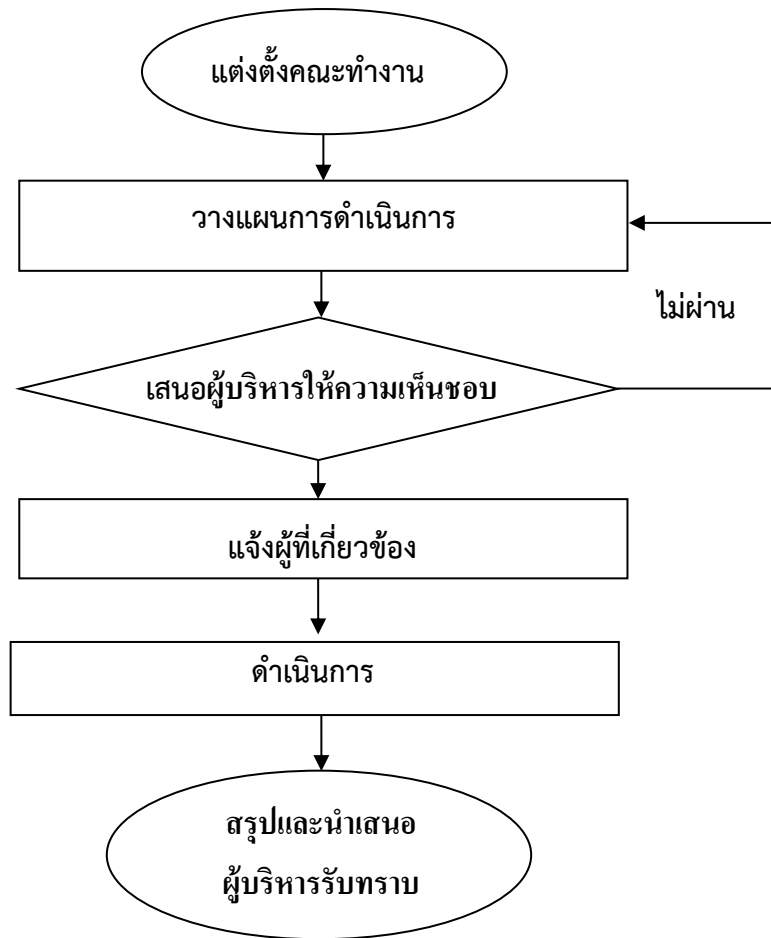 แต่งตั้งคณะทำงาน
วางแผนการดำเนินการ
ไม่ผ่าน
เสนอผู้บริหารให้ความเห็นชอบ
แจ้งผู้ที่เกี่ยวข้อง
ดำเนินการ
สรุปและนำเสนอ
ผู้บริหารรับทราบ